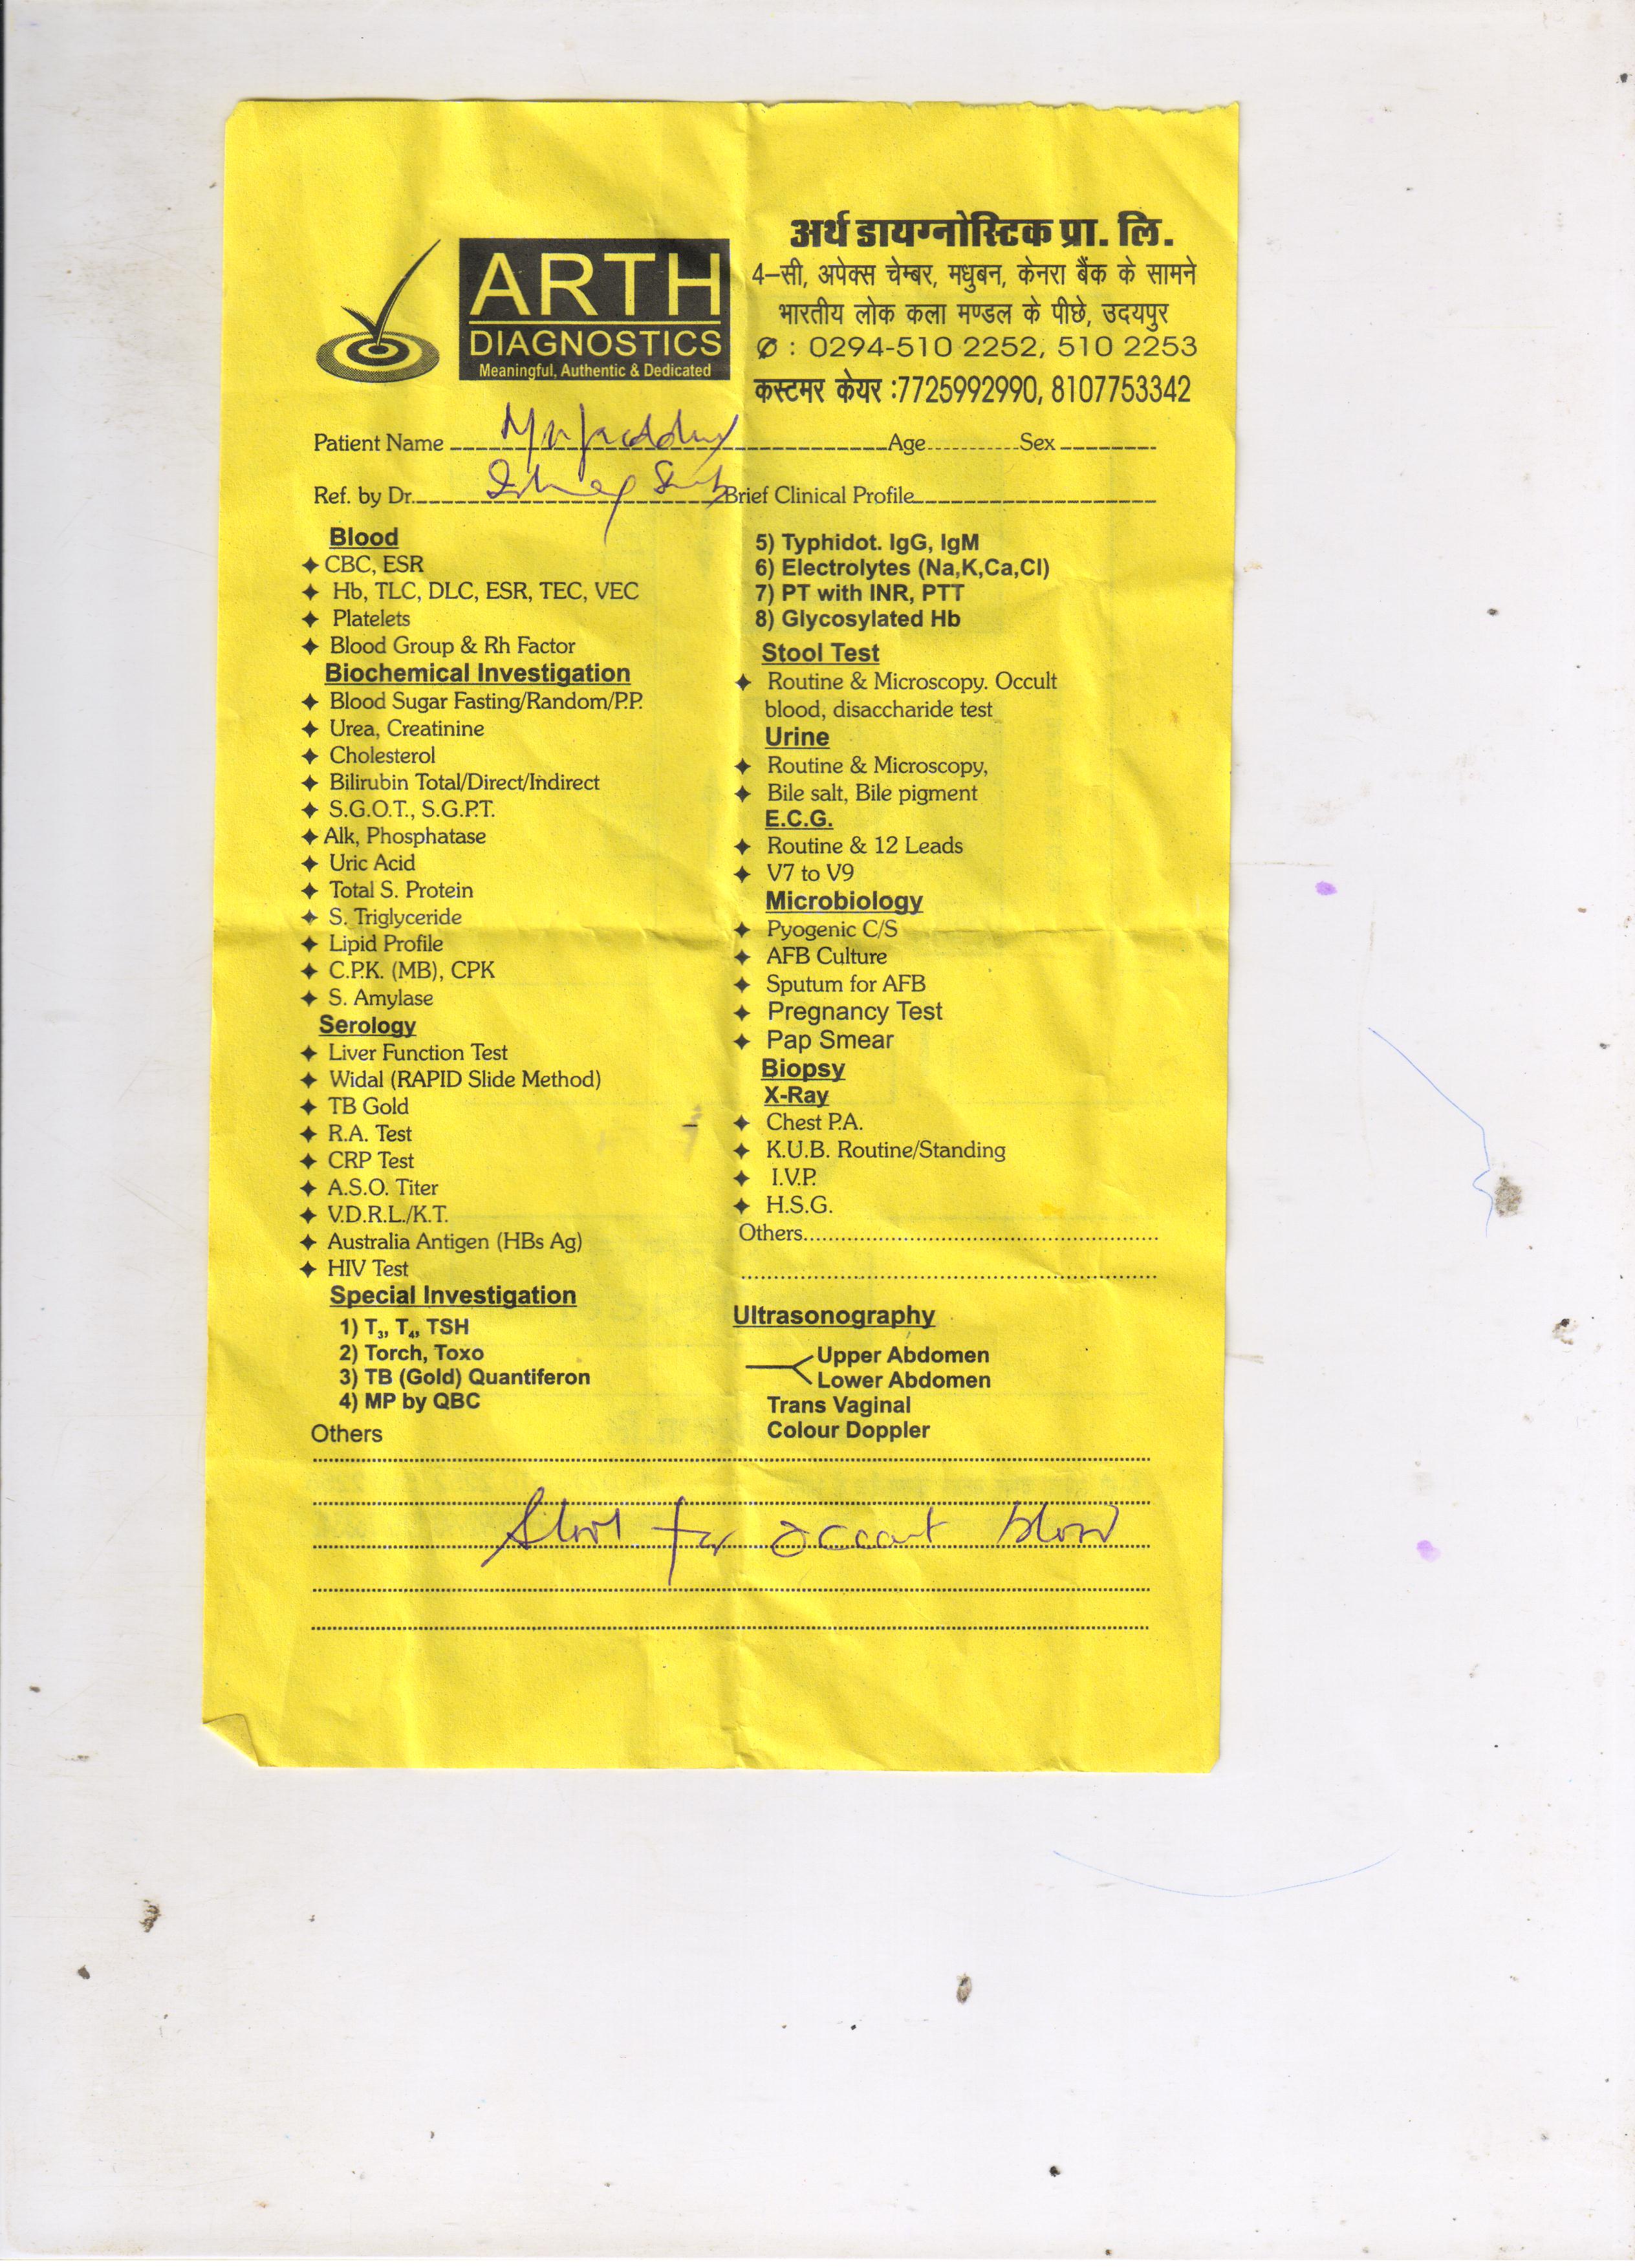 अर्थ डायग्नोस्टिक प्रा. लि.
ARTH
DIAGNOSTICS
Meaningful, Authentic & Dedicated
4-सी, अपेक्स चेम्बर, मधुबन, केनरा बैंक के सामने
भारतीय लोक कला मण्डल के पीछे, उदयपुर
✆ : 0294-510 2252, 510 2253
कस्टमर केयर :7725992990, 8107753342
Patient Name Age Sex
Ref. by Dr. Brief Clinical Profile
Blood
CBC, ESR
Hb, TLC, DLC, ESR, TEC, VEC
Platelets
Blood Group & Rh Factor
Biochemical Investigation
Blood Sugar Fasting/Random/P.P.
Urea, Creatinine
Cholesterol
Bilirubin Total/Direct/Indirect
S.G.O.T., S.G.P.T.
Alk, Phosphatase
Uric Acid
Total S. Protein
S. Triglyceride
Lipid Profile
C.P.K. (MB), CPK
S. Amylase
Serology
Liver Function Test
Widal (RAPID Slide Method)
TB Gold
R.A. Test
CRP Test
A.S.O. Titer
V.D.R.L./K.T.
Australia Antigen (HBs Ag)
HIV Test
Special Investigation
1) T3, T4, TSH
2) Torch, Toxo
3) TB (Gold) Quantiferon
4) MP by QBC
Others
5) Typhidot. IgG, IgM
6) Electrolytes (Na,K,Ca,Cl)
7) PT with INR, PTT
8) Glycosylated Hb
Stool Test
Routine & Microscopy. Occult
blood, disaccharide test
Urine
Routine & Microscopy,
Bile salt, Bile pigment
E.C.G.
Routine & 12 Leads
V7 to V9
Microbiology
Pyogenic C/S
AFB Culture
Sputum for AFB
Pregnancy Test
Pap Smear
Biopsy
X-Ray
Chest P.A.
K.U.B. Routine/Standing
I.V.P.
H.S.G.
Others
Ultrasonography
Upper Abdomen
Lower Abdomen
Trans Vaginal
Colour Doppler
Stool for occult blood